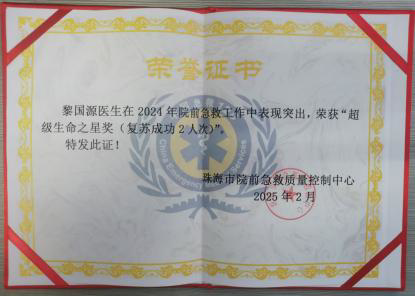 荣誉证书
黎国源医生在2024年院前急救工作中表现突出，荣获“超
级生命之星奖（复苏成功2人次）”。
特发此证！
珠海市院前急救质量控制中心
2025年2月